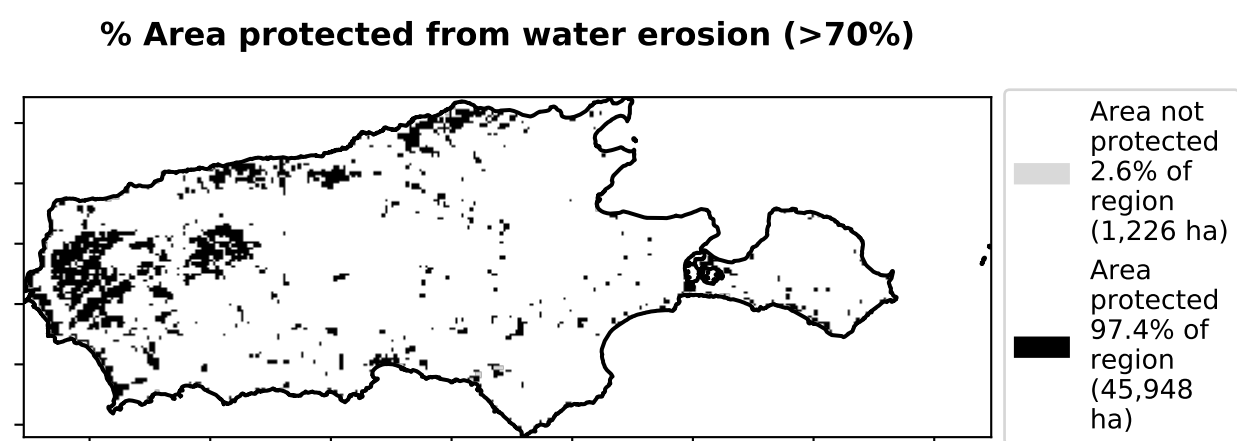 % Area protected from water erosion (>70%)
Area not
protected
2.6% of
region
(1,226 ha)
Area
protected
97.4% of
region
(45,948
ha)